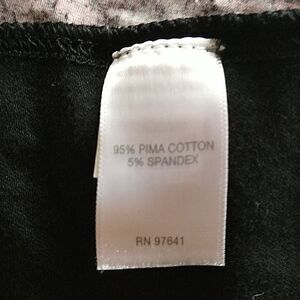 95% PIMA COTTON
5% SPANDEX
RN 97641